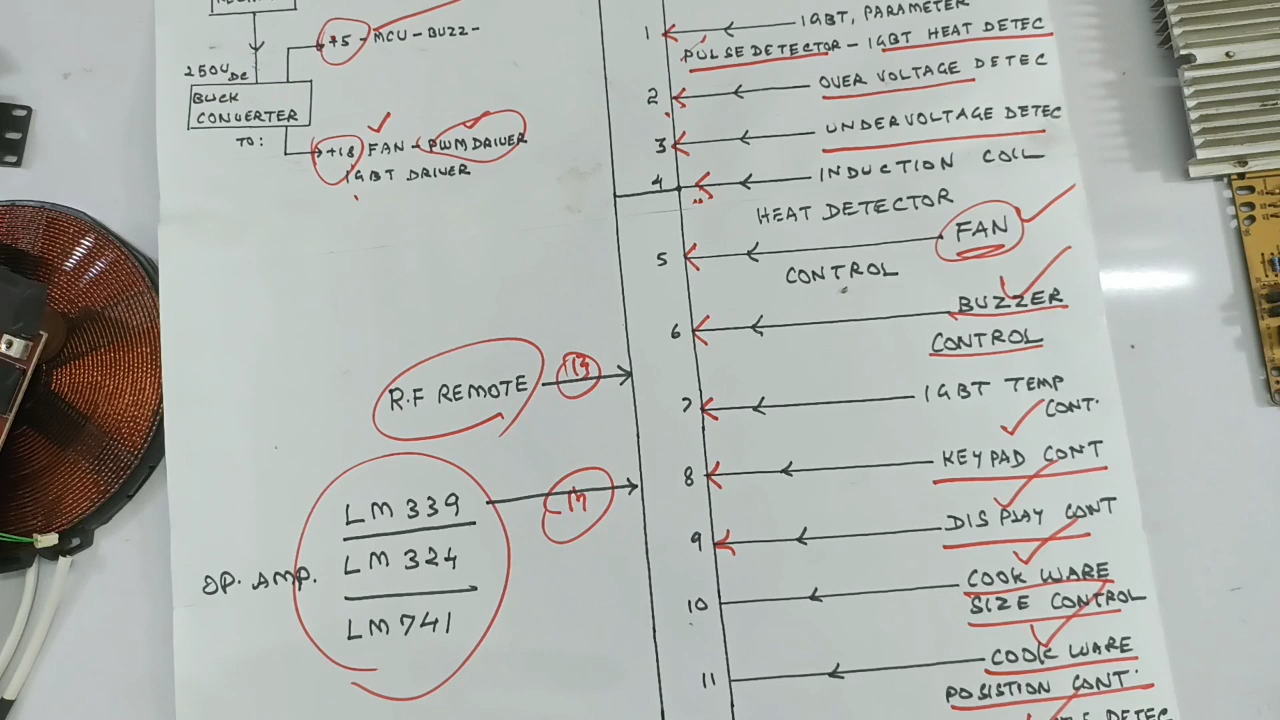 +5 - MCU - BUZZ -
250V DC
BUCK
CONVERTER
TO:
+18 FAN - PWM DRIVER
IGBT DRIVER
R.F REMOTE
13
OP. AMP.
LM 339
LM 324
LM 741
1 IGBT, PARAMETER
PULSE DETECTOR - IGBT HEAT DETEC
2 OVER VOLTAGE DETEC
3 UNDERVOLTAGE DETEC
4 INDUCTION COIL
HEAT DETECTOR
5 FAN
CONTROL
6 BUZZER
CONTROL
7 IGBT TEMP
CONT.
8 KEYPAD CONT
9 DISPLAY CONT
10 COOK WARE
SIZE CONTROL
11 COOK WARE
POSISTION CONT.
DETEC